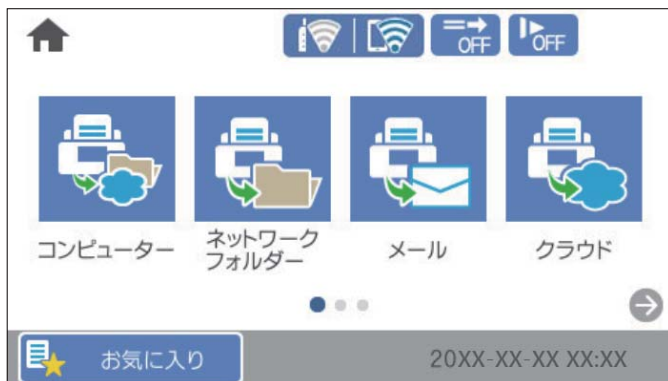 OFF
OFF
コンピューター
ネットワーク
フォルダー
メール
クラウド
お気に入り
20XX-XX-XX XX:XX